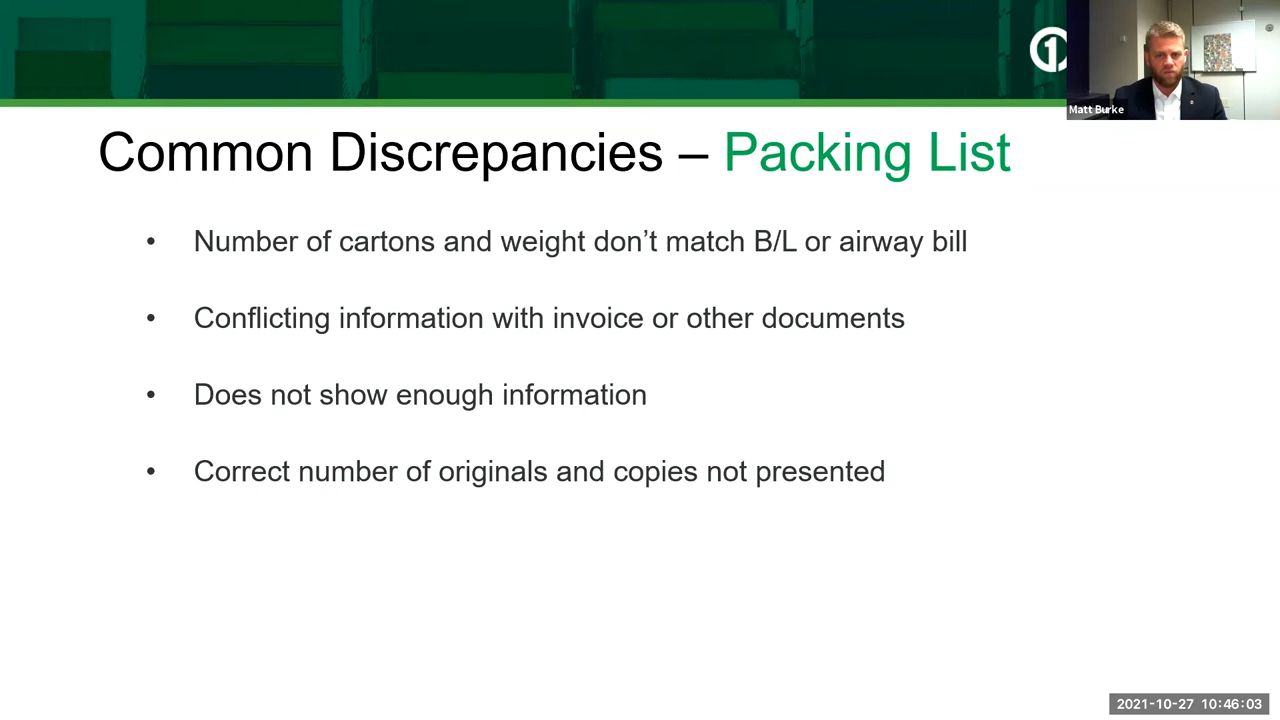 1
Matt Burke
Common Discrepancies – Packing List
• Number of cartons and weight don’t match B/L or airway bill
• Conflicting information with invoice or other documents
• Does not show enough information
• Correct number of originals and copies not presented
2021-10-27 10:46:03